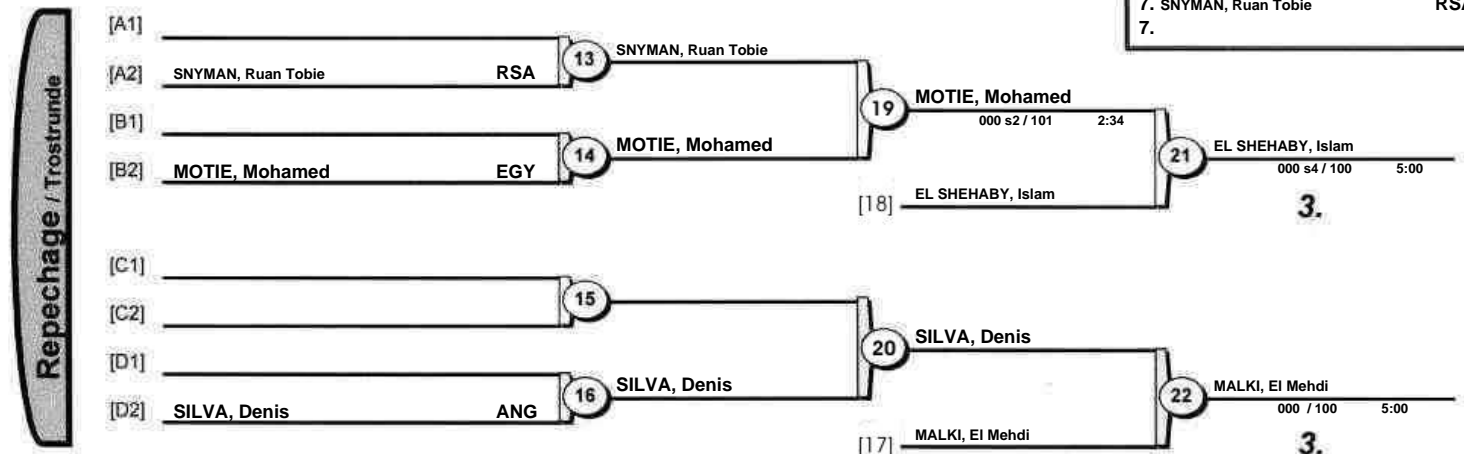 7. SNYMAN, Ruan Tobie RSA
7.
Repechage / Trostrunde
[A1]
[A2] SNYMAN, Ruan Tobie RSA
13 SNYMAN, Ruan Tobie
[B1]
[B2] MOTIE, Mohamed EGY
14 MOTIE, Mohamed
19 MOTIE, Mohamed
000 s2 / 101 2:34
[18] EL SHEHABY, Islam
21 EL SHEHABY, Islam
000 s4 / 100 5:00
3.
[C1]
[C2]
15
[D1]
[D2] SILVA, Denis ANG
16 SILVA, Denis
20 SILVA, Denis
[17] MALKI, El Mehdi
22 MALKI, El Mehdi
000 / 100 5:00
3.